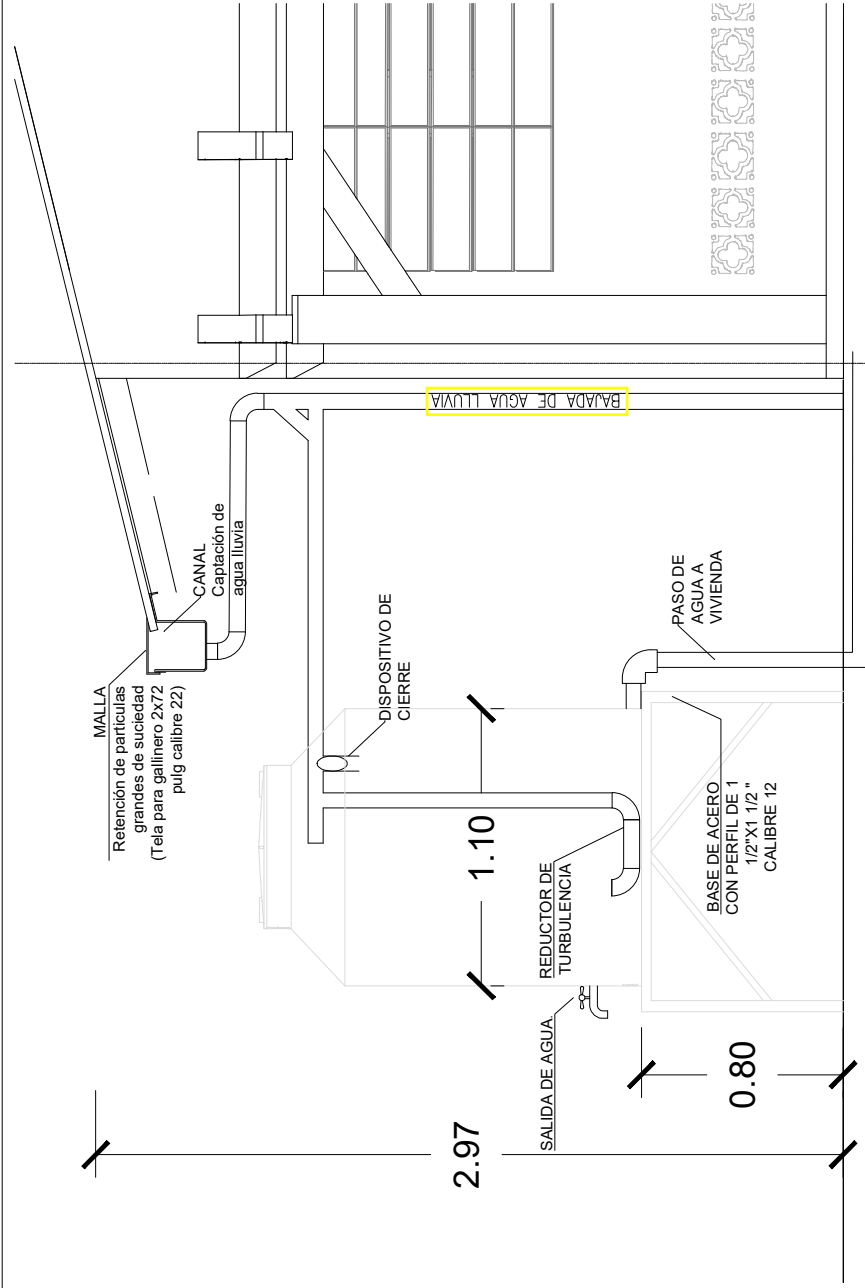 MALLA
Retención de particulas
grandes de suciedad
(Tela para gallinero 2x72
pulg calibre 22)
CANAL
Captación de
agua lluvia
BAJADA DE AGUA LLUVIA
DISPOSITIVO DE
CIERRE
PASO DE
AGUA A
VIVIENDA
1.10
REDUCTOR DE
TURBULENCIA
BASE DE ACERO
CON PERFIL DE 1
1/2"X1 1/2 "
CALIBRE 12
SALIDA DE AGUA.
2.97
0.80